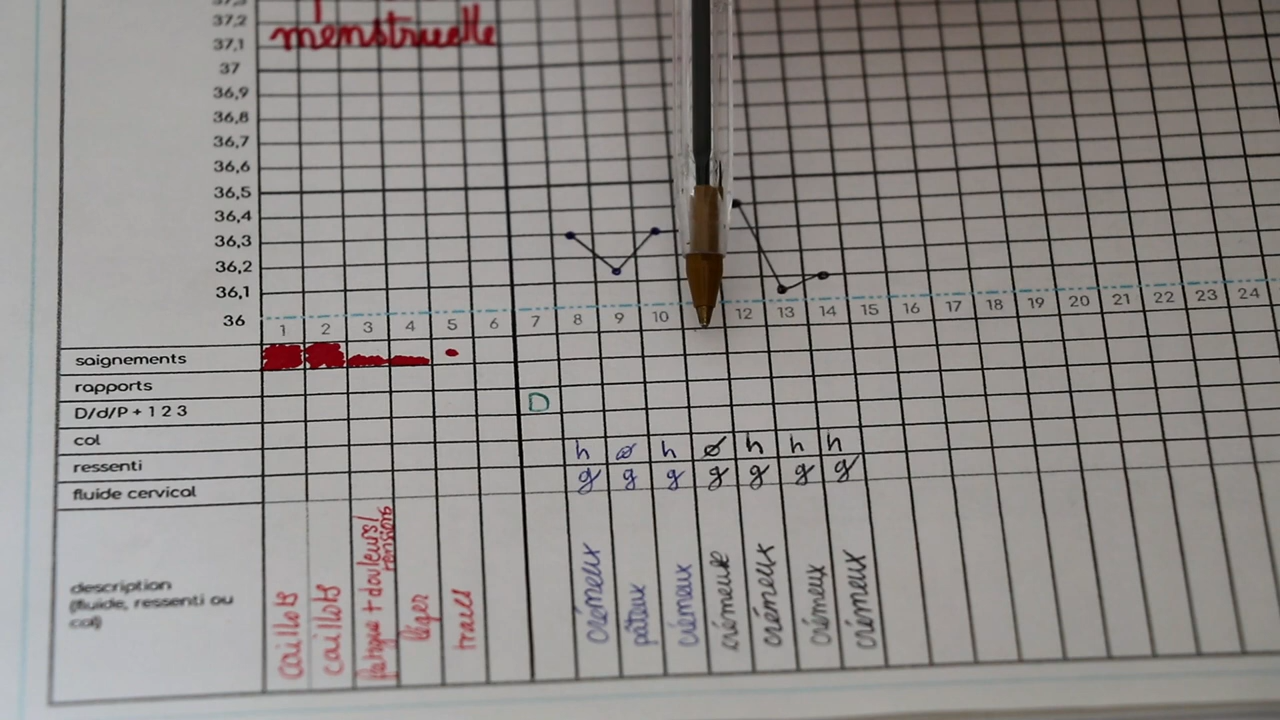 37,2
menstruelle
37,1
37
36,9
36,8
36,7
36,6
36,5
36,4
36,3
36,2
36,1
36 1 2 3 4 5 6 7 8 9 10 12 13 14 15 16 17 18 19 20 21 22 23 24
saignements
rapports
D/d/P + 1 2 3 D
col h ø h ø h h h
ressenti g g g g g g g
fluide cervical
description
(fluide, ressenti ou
col)
caillots
caillots
fatigue + douleurs/
tensions
léger
traces
crémeux
pâteux
crémeux
crémeux
crémeux
crémeux
crémeux